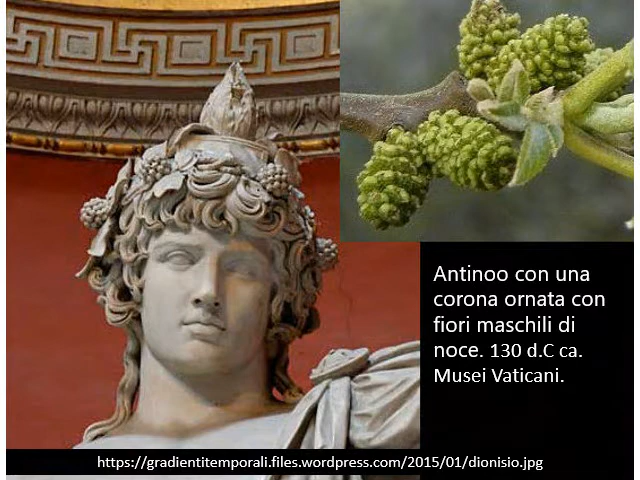 Antinoo con una
corona ornata con
fiori maschili di
noce. 130 d.C ca.
Musei Vaticani.
https://gradientitemporali.files.wordpress.com/2015/01/dionisio.jpg